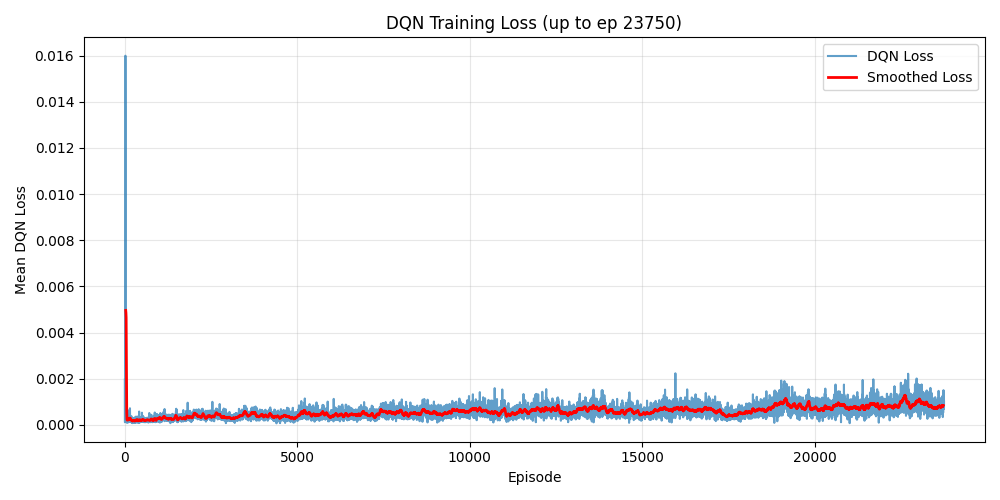 DQN Training Loss (up to ep 23750)
DQN Loss
Smoothed Loss
Mean DQN Loss
0.016
0.014
0.012
0.010
0.008
0.006
0.004
0.002
0.000
0 5000 10000 15000 20000
Episode